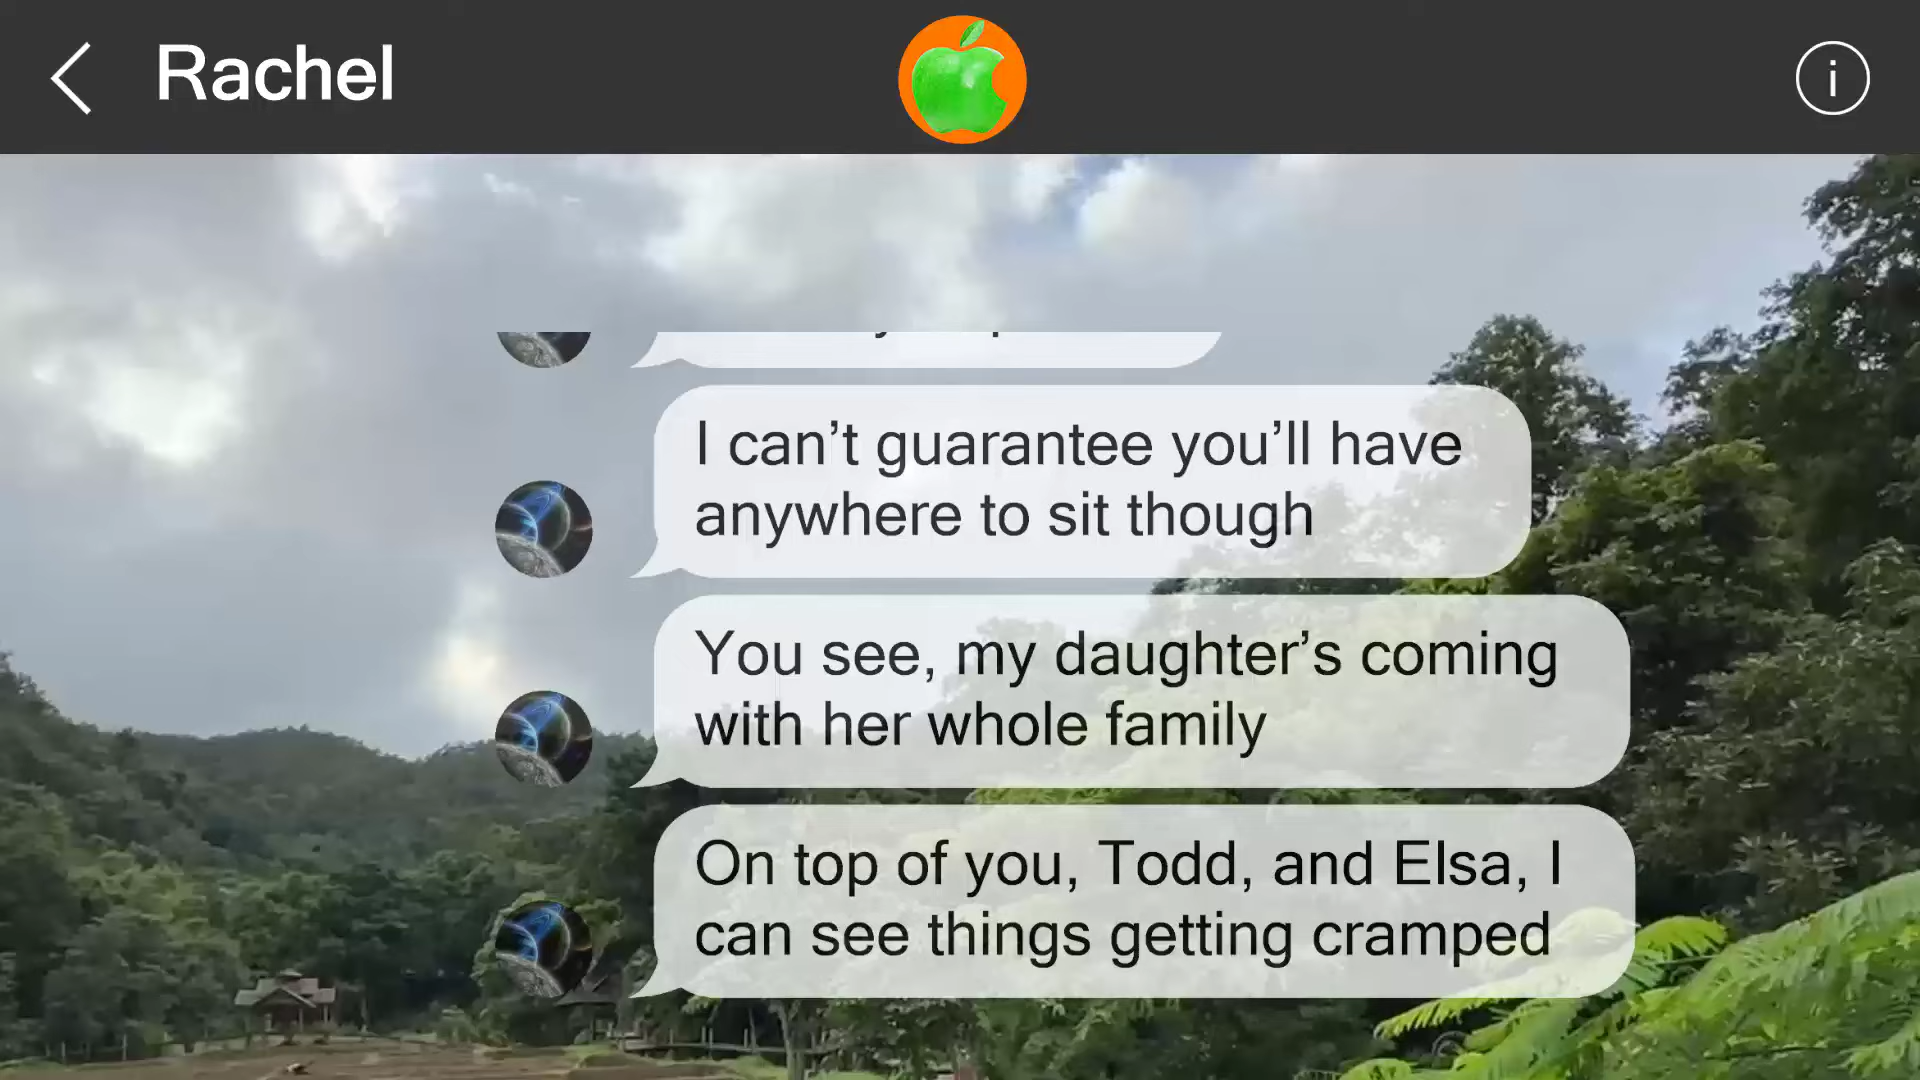 Rachel
I can’t guarantee you’ll have
anywhere to sit though
You see, my daughter’s coming
with her whole family
On top of you, Todd, and Elsa, I
can see things getting cramped